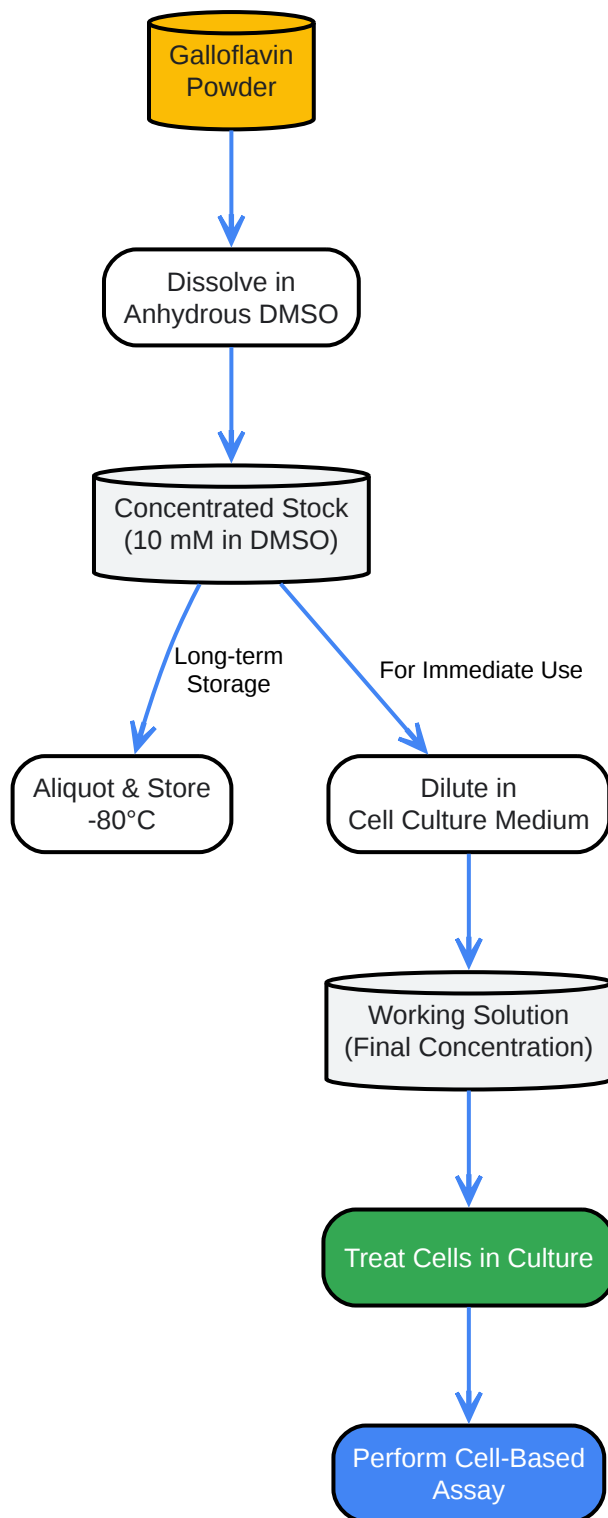 Galloflavin
Powder
Dissolve in
Anhydrous DMSO
Concentrated Stock
(10 mM in DMSO)
Long-term
Storage
For Immediate Use
Aliquot & Store
-80°C
Dilute in
Cell Culture Medium
Working Solution
(Final Concentration)
Treat Cells in Culture
Perform Cell-Based
Assay